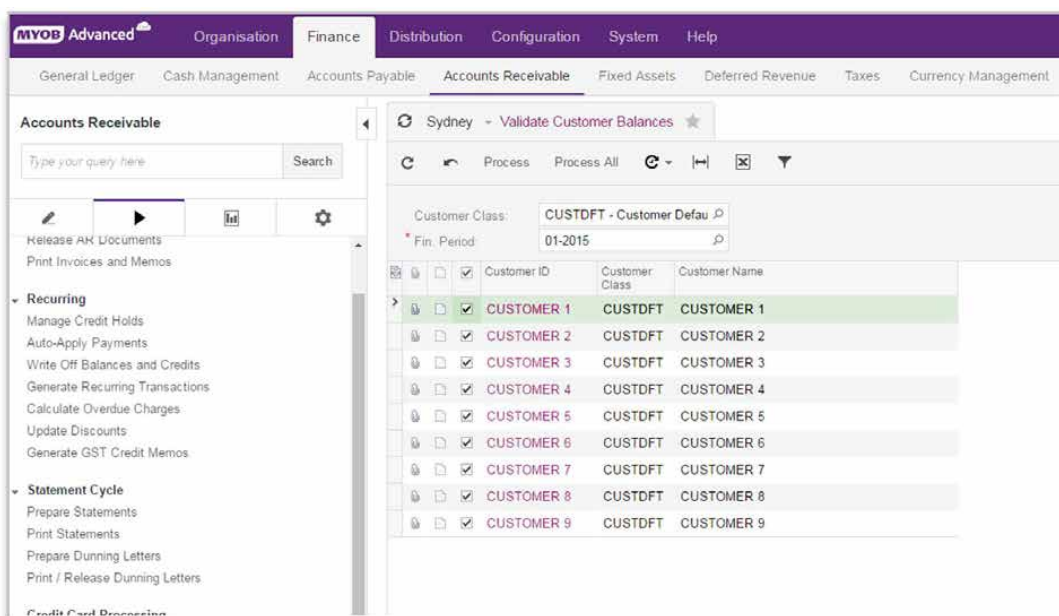 MYOB Advanced Organisation Finance Distribution Configuration System Help
General Ledger Cash Management Accounts Payable Accounts Receivable Fixed Assets Deferred Revenue Taxes Currency Management
Accounts Receivable
Type your query here Search
Release AR Documents
Print Invoices and Memos
Recurring
Manage Credit Holds
Auto-Apply Payments
Write Off Balances and Credits
Generate Recurring Transactions
Calculate Overdue Charges
Update Discounts
Generate GST Credit Memos
Statement Cycle
Prepare Statements
Print Statements
Prepare Dunning Letters
Print / Release Dunning Letters
Credit Card Processing
Sydney - Validate Customer Balances
Process Process All
Customer Class: CUSTDFT - Customer Defau
* Fin. Period: 01-2015
Customer ID Customer Class Customer Name
CUSTOMER 1 CUSTDFT CUSTOMER 1
CUSTOMER 2 CUSTDFT CUSTOMER 2
CUSTOMER 3 CUSTDFT CUSTOMER 3
CUSTOMER 4 CUSTDFT CUSTOMER 4
CUSTOMER 5 CUSTDFT CUSTOMER 5
CUSTOMER 6 CUSTDFT CUSTOMER 6
CUSTOMER 7 CUSTDFT CUSTOMER 7
CUSTOMER 8 CUSTDFT CUSTOMER 8
CUSTOMER 9 CUSTDFT CUSTOMER 9